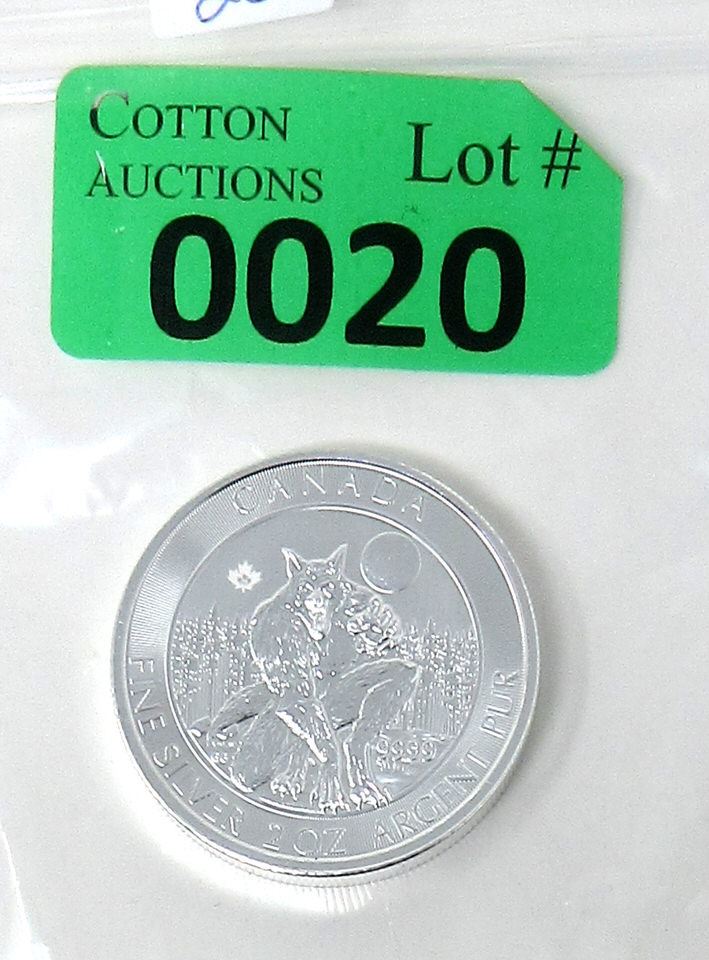 COTTON
AUCTIONS
Lot #
0020
CANADA
9999
FINE SILVER 2 OZ ARGENT PUR